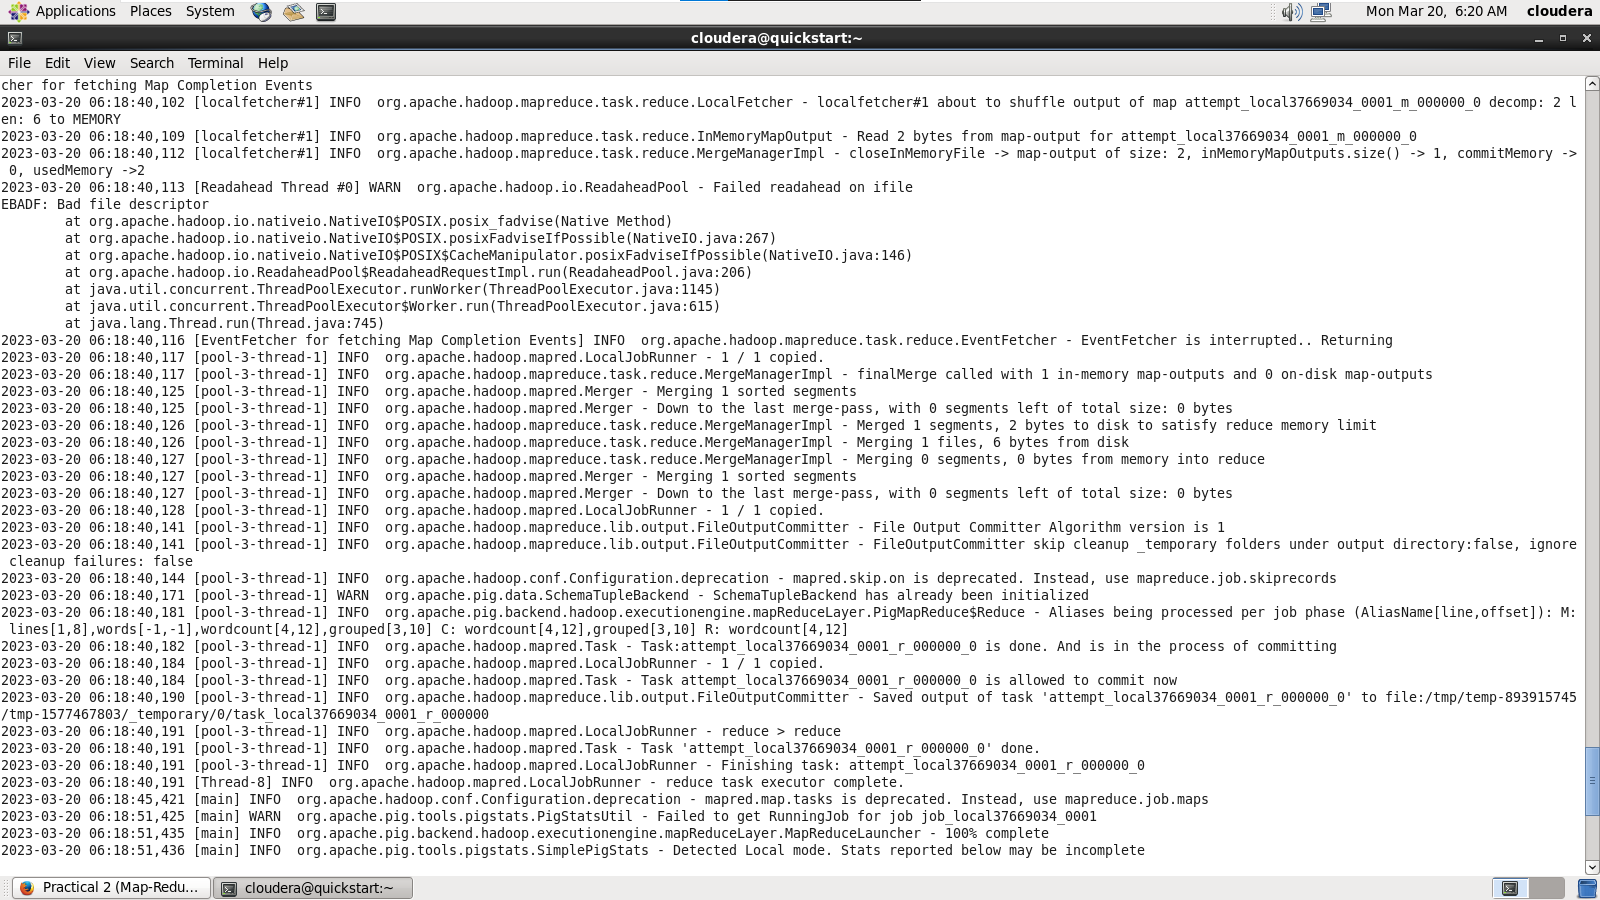 Applications Places System Mon Mar 20, 6:20 AM cloudera
cloudera@quickstart:~
File Edit View Search Terminal Help
cher for fetching Map Completion Events
2023-03-20 06:18:40,102 [localfetcher#1] INFO  org.apache.hadoop.mapreduce.task.reduce.LocalFetcher - localfetcher#1 about to shuffle output of map attempt_local37669034_0001_m_000000_0 decomp: 2 l
en: 6 to MEMORY
2023-03-20 06:18:40,109 [localfetcher#1] INFO  org.apache.hadoop.mapreduce.task.reduce.InMemoryMapOutput - Read 2 bytes from map-output for attempt_local37669034_0001_m_000000_0
2023-03-20 06:18:40,112 [localfetcher#1] INFO  org.apache.hadoop.mapreduce.task.reduce.MergeManagerImpl - closeInMemoryFile -> map-output of size: 2, inMemoryMapOutputs.size() -> 1, commitMemory ->
 0, usedMemory ->2
2023-03-20 06:18:40,113 [Readahead Thread #0] WARN  org.apache.hadoop.io.ReadaheadPool - Failed readahead on ifile
EBADF: Bad file descriptor
        at org.apache.hadoop.io.nativeio.NativeIO$POSIX.posix_fadvise(Native Method)
        at org.apache.hadoop.io.nativeio.NativeIO$POSIX.posixFadviseIfPossible(NativeIO.java:267)
        at org.apache.hadoop.io.nativeio.NativeIO$POSIX$CacheManipulator.posixFadviseIfPossible(NativeIO.java:146)
        at org.apache.hadoop.io.ReadaheadPool$ReadaheadRequestImpl.run(ReadaheadPool.java:206)
        at java.util.concurrent.ThreadPoolExecutor.runWorker(ThreadPoolExecutor.java:1145)
        at java.util.concurrent.ThreadPoolExecutor$Worker.run(ThreadPoolExecutor.java:615)
        at java.lang.Thread.run(Thread.java:745)
2023-03-20 06:18:40,116 [EventFetcher for fetching Map Completion Events] INFO  org.apache.hadoop.mapreduce.task.reduce.EventFetcher - EventFetcher is interrupted.. Returning
2023-03-20 06:18:40,117 [pool-3-thread-1] INFO  org.apache.hadoop.mapred.LocalJobRunner - 1 / 1 copied.
2023-03-20 06:18:40,117 [pool-3-thread-1] INFO  org.apache.hadoop.mapreduce.task.reduce.MergeManagerImpl - finalMerge called with 1 in-memory map-outputs and 0 on-disk map-outputs
2023-03-20 06:18:40,125 [pool-3-thread-1] INFO  org.apache.hadoop.mapred.Merger - Merging 1 sorted segments
2023-03-20 06:18:40,125 [pool-3-thread-1] INFO  org.apache.hadoop.mapred.Merger - Down to the last merge-pass, with 0 segments left of total size: 0 bytes
2023-03-20 06:18:40,126 [pool-3-thread-1] INFO  org.apache.hadoop.mapreduce.task.reduce.MergeManagerImpl - Merged 1 segments, 2 bytes to disk to satisfy reduce memory limit
2023-03-20 06:18:40,126 [pool-3-thread-1] INFO  org.apache.hadoop.mapreduce.task.reduce.MergeManagerImpl - Merging 1 files, 6 bytes from disk
2023-03-20 06:18:40,127 [pool-3-thread-1] INFO  org.apache.hadoop.mapreduce.task.reduce.MergeManagerImpl - Merging 0 segments, 0 bytes from memory into reduce
2023-03-20 06:18:40,127 [pool-3-thread-1] INFO  org.apache.hadoop.mapred.Merger - Merging 1 sorted segments
2023-03-20 06:18:40,127 [pool-3-thread-1] INFO  org.apache.hadoop.mapred.Merger - Down to the last merge-pass, with 0 segments left of total size: 0 bytes
2023-03-20 06:18:40,128 [pool-3-thread-1] INFO  org.apache.hadoop.mapred.LocalJobRunner - 1 / 1 copied.
2023-03-20 06:18:40,141 [pool-3-thread-1] INFO  org.apache.hadoop.mapreduce.lib.output.FileOutputCommitter - File Output Committer Algorithm version is 1
2023-03-20 06:18:40,141 [pool-3-thread-1] INFO  org.apache.hadoop.mapreduce.lib.output.FileOutputCommitter - FileOutputCommitter skip cleanup _temporary folders under output directory:false, ignore
 cleanup failures: false
2023-03-20 06:18:40,144 [pool-3-thread-1] INFO  org.apache.hadoop.conf.Configuration.deprecation - mapred.skip.on is deprecated. Instead, use mapreduce.job.skiprecords
2023-03-20 06:18:40,171 [pool-3-thread-1] WARN  org.apache.pig.data.SchemaTupleBackend - SchemaTupleBackend has already been initialized
2023-03-20 06:18:40,181 [pool-3-thread-1] INFO  org.apache.pig.backend.hadoop.executionengine.mapReduceLayer.PigMapReduce$Reduce - Aliases being processed per job phase (AliasName[line,offset]): M:
 lines[1,8],words[-1,-1],wordcount[4,12],grouped[3,10] C: wordcount[4,12],grouped[3,10] R: wordcount[4,12]
2023-03-20 06:18:40,182 [pool-3-thread-1] INFO  org.apache.hadoop.mapred.Task - Task:attempt_local37669034_0001_r_000000_0 is done. And is in the process of committing
2023-03-20 06:18:40,184 [pool-3-thread-1] INFO  org.apache.hadoop.mapred.LocalJobRunner - 1 / 1 copied.
2023-03-20 06:18:40,184 [pool-3-thread-1] INFO  org.apache.hadoop.mapred.Task - Task attempt_local37669034_0001_r_000000_0 is allowed to commit now
2023-03-20 06:18:40,190 [pool-3-thread-1] INFO  org.apache.hadoop.mapreduce.lib.output.FileOutputCommitter - Saved output of task 'attempt_local37669034_0001_r_000000_0' to file:/tmp/temp-893915745
/tmp-1577467803/_temporary/0/task_local37669034_0001_r_000000
2023-03-20 06:18:40,191 [pool-3-thread-1] INFO  org.apache.hadoop.mapred.LocalJobRunner - reduce > reduce
2023-03-20 06:18:40,191 [pool-3-thread-1] INFO  org.apache.hadoop.mapred.Task - Task 'attempt_local37669034_0001_r_000000_0' done.
2023-03-20 06:18:40,191 [pool-3-thread-1] INFO  org.apache.hadoop.mapred.LocalJobRunner - Finishing task: attempt_local37669034_0001_r_000000_0
2023-03-20 06:18:40,191 [Thread-8] INFO  org.apache.hadoop.mapred.LocalJobRunner - reduce task executor complete.
2023-03-20 06:18:45,421 [main] INFO  org.apache.hadoop.conf.Configuration.deprecation - mapred.map.tasks is deprecated. Instead, use mapreduce.job.maps
2023-03-20 06:18:51,425 [main] WARN  org.apache.pig.tools.pigstats.PigStatsUtil - Failed to get RunningJob for job job_local37669034_0001
2023-03-20 06:18:51,435 [main] INFO  org.apache.pig.backend.hadoop.executionengine.mapReduceLayer.MapReduceLauncher - 100% complete
2023-03-20 06:18:51,436 [main] INFO  org.apache.pig.tools.pigstats.SimplePigStats - Detected Local mode. Stats reported below may be incomplete
Practical 2 (Map-Redu... cloudera@quickstart:~